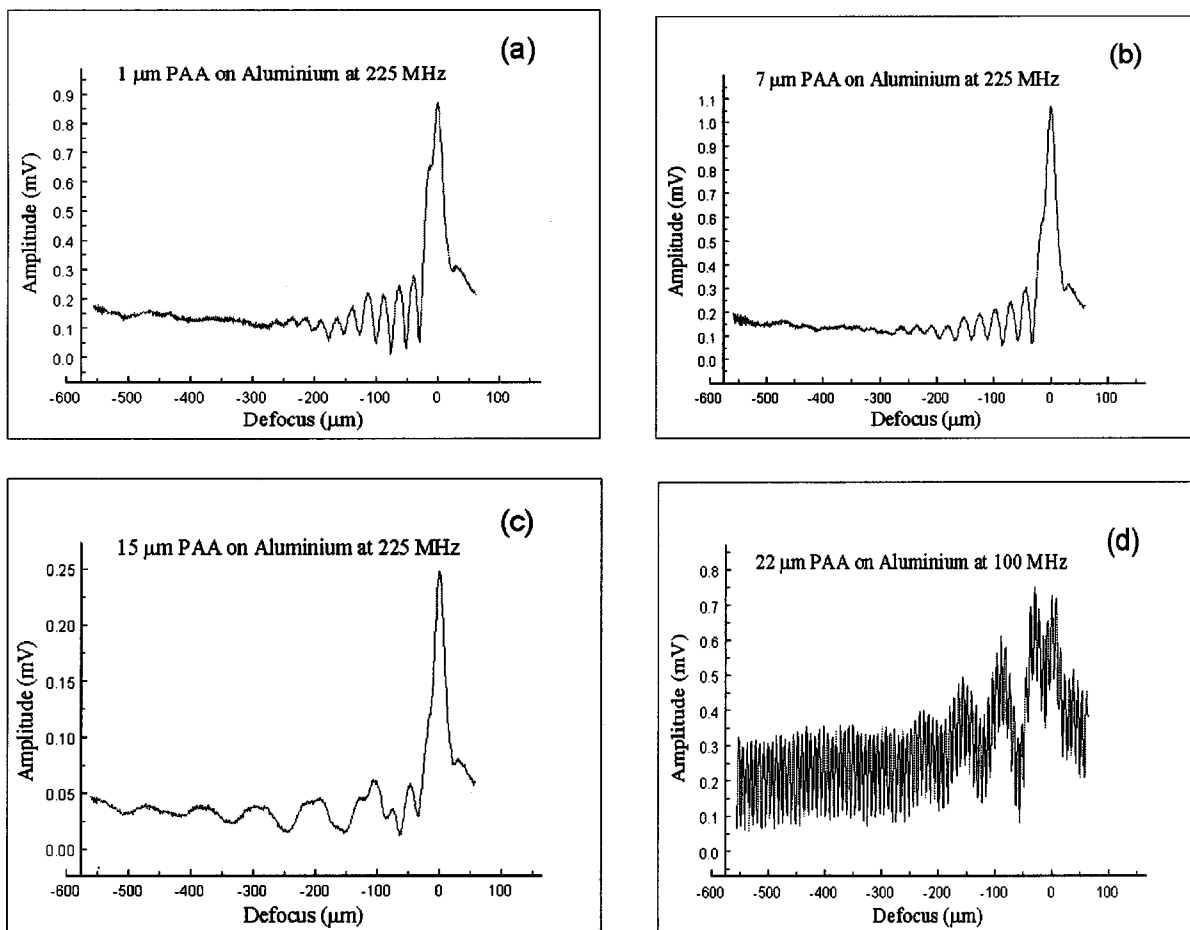 (a)
1 μm PAA on Aluminium at 225 MHz
0.9
0.8
0.7
0.6
0.5
0.4
0.3
0.2
0.1
0.0
Amplitude (mV)
-600 -500 -400 -300 -200 -100 0 100
Defocus (μm)
(b)
7 μm PAA on Aluminium at 225 MHz
1.1
1.0
0.9
0.8
0.7
0.6
0.5
0.4
0.3
0.2
0.1
0.0
Amplitude (mV)
-600 -500 -400 -300 -200 -100 0 100
Defocus (μm)
(c)
15 μm PAA on Aluminium at 225 MHz
0.25
0.20
0.15
0.10
0.05
0.00
Amplitude (mV)
-600 -500 -400 -300 -200 -100 0 100
Defocus (μm)
(d)
22 μm PAA on Aluminium at 100 MHz
0.8
0.7
0.6
0.5
0.4
0.3
0.2
0.1
0.0
Amplitude (mV)
-600 -500 -400 -300 -200 -100 0 100
Defocus (μm)